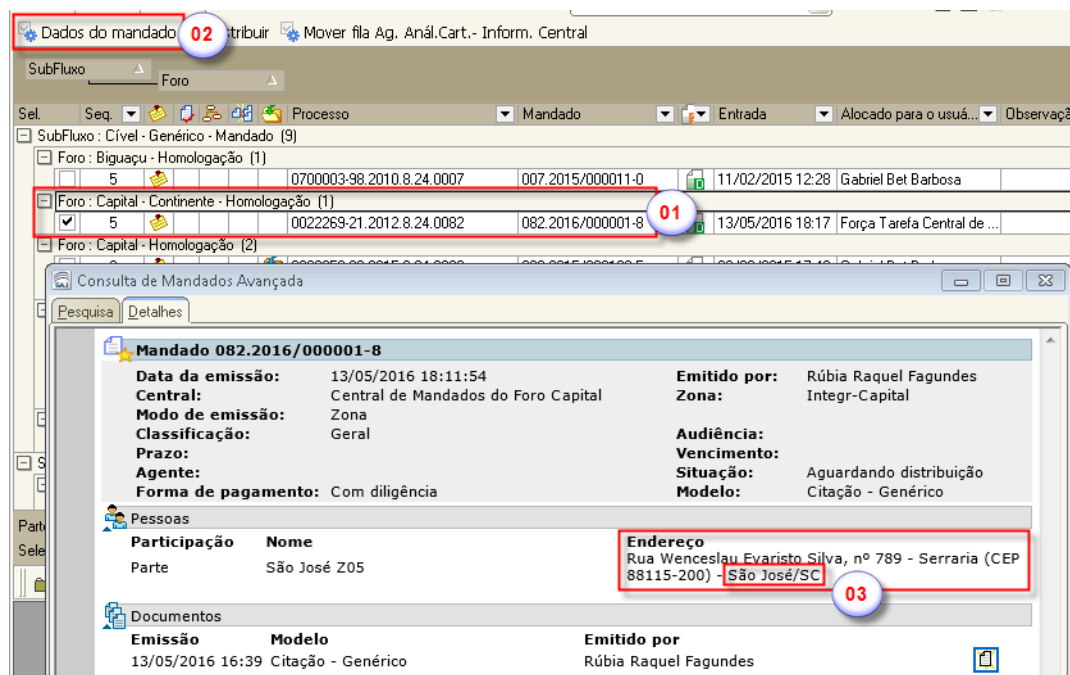 Dados do mandado 02 tribuir Mover fila Ag. Anál.Cart.- Inform. Central
SubFluxo
Foro
Sel. Seq. Processo Mandado Entrada Alocado para o usuá... Observaçã
SubFluxo : Cível - Genérico - Mandado (9)
Foro : Biguaçu - Homologação (1)
5 0700003-98.2010.8.24.0007 007.2015/000011-0 11/02/2015 12:28 Gabriel Bet Barbosa
Foro : Capital - Continente - Homologação (1)
01
5 0022269-21.2012.8.24.0082 082.2016/000001-8 13/05/2016 18:17 Força Tarefa Central de ...
Foro : Capital - Homologação (2)
Consulta de Mandados Avançada
Pesquisa Detalhes
Mandado 082.2016/000001-8
Data da emissão: 13/05/2016 18:11:54 Emitido por: Rúbia Raquel Fagundes
Central: Central de Mandados do Foro Capital Zona: Integr-Capital
Modo de emissão: Zona
Classificação: Geral Audiência:
Prazo: Vencimento:
Agente: Situação: Aguardando distribuição
Forma de pagamento: Com diligência Modelo: Citação - Genérico
S
Parte
Sele
Pessoas
Participação Nome Endereço
Parte São José Z05 Rua Wenceslau Evaristo Silva, nº 789 - Serraria (CEP
88115-200) - São José/SC
03
Documentos
Emissão Modelo Emitido por
13/05/2016 16:39 Citação - Genérico Rúbia Raquel Fagundes